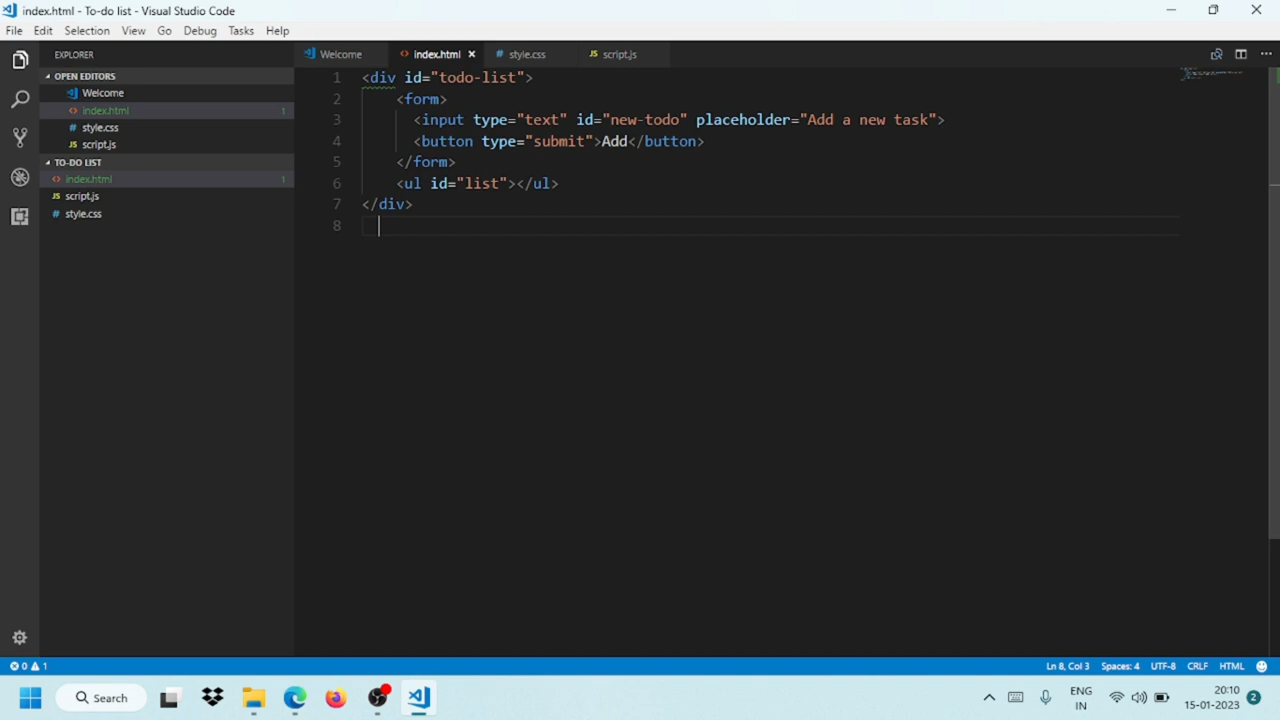 index.html - To-do list - Visual Studio Code
File Edit Selection View Go Debug Tasks Help
EXPLORER
OPEN EDITORS
Welcome
index.html 1
style.css
script.js
TO-DO LIST
index.html 1
script.js
style.css
Welcome index.html style.css script.js
1 <div id="todo-list">
2 <form>
3 <input type="text" id="new-todo" placeholder="Add a new task">
4 <button type="submit">Add</button>
5 </form>
6 <ul id="list"></ul>
7 </div>
8
0 1 Ln 8, Col 3 Spaces: 4 UTF-8 CRLF HTML
Search
ENG
IN
20:10
15-01-2023
2